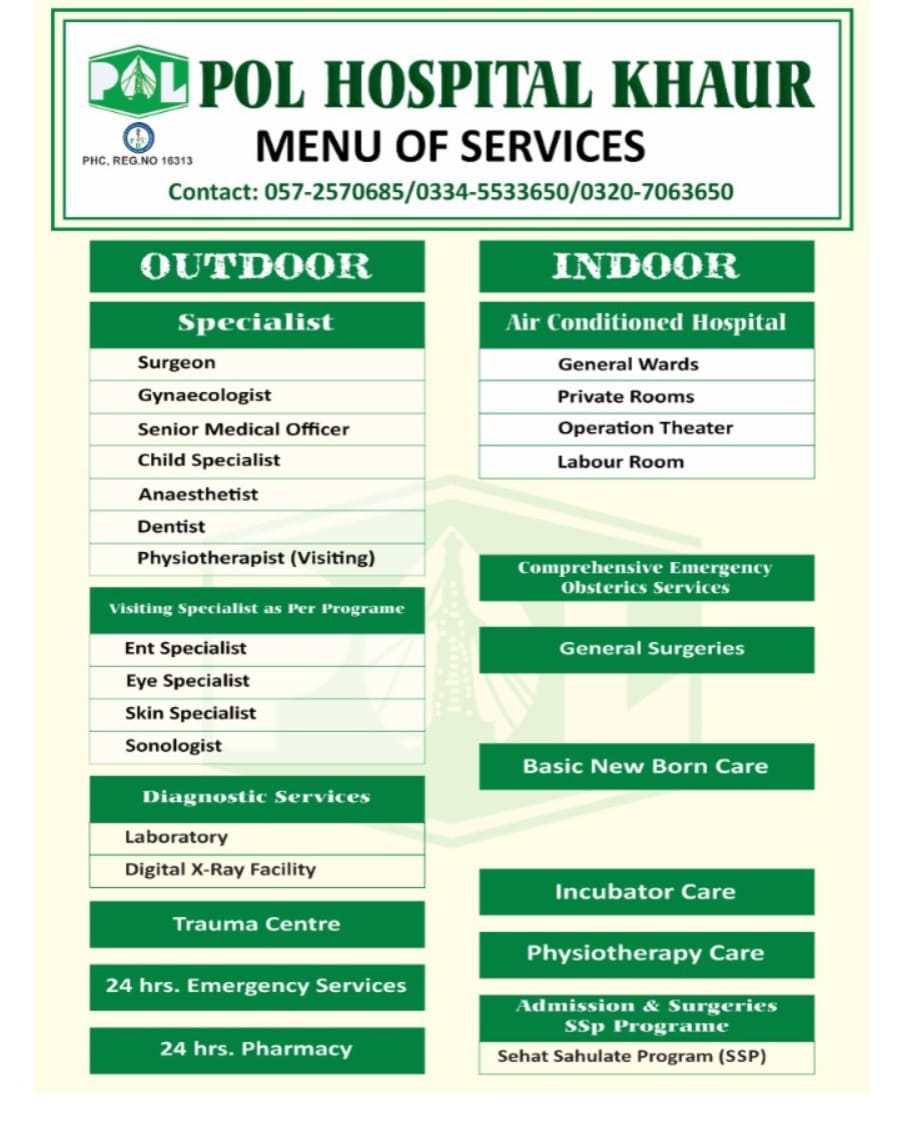 POL POL HOSPITAL KHAUR
PHC, REG.NO 16313
MENU OF SERVICES
Contact: 057-2570685/0334-5533650/0320-7063650
OUTDOOR
Specialist
Surgeon
Gynaecologist
Senior Medical Officer
Child Specialist
Anaesthetist
Dentist
Physiotherapist (Visiting)
Visiting Specialist as Per Programe
Ent Specialist
Eye Specialist
Skin Specialist
Sonologist
Diagnostic Services
Laboratory
Digital X-Ray Facility
Trauma Centre
24 hrs. Emergency Services
24 hrs. Pharmacy
INDOOR
Air Conditioned Hospital
General Wards
Private Rooms
Operation Theater
Labour Room
Comprehensive Emergency
Obsterics Services
General Surgeries
Basic New Born Care
Incubator Care
Physiotherapy Care
Admission & Surgeries
SSp Programe
Sehat Sahulate Program (SSP)